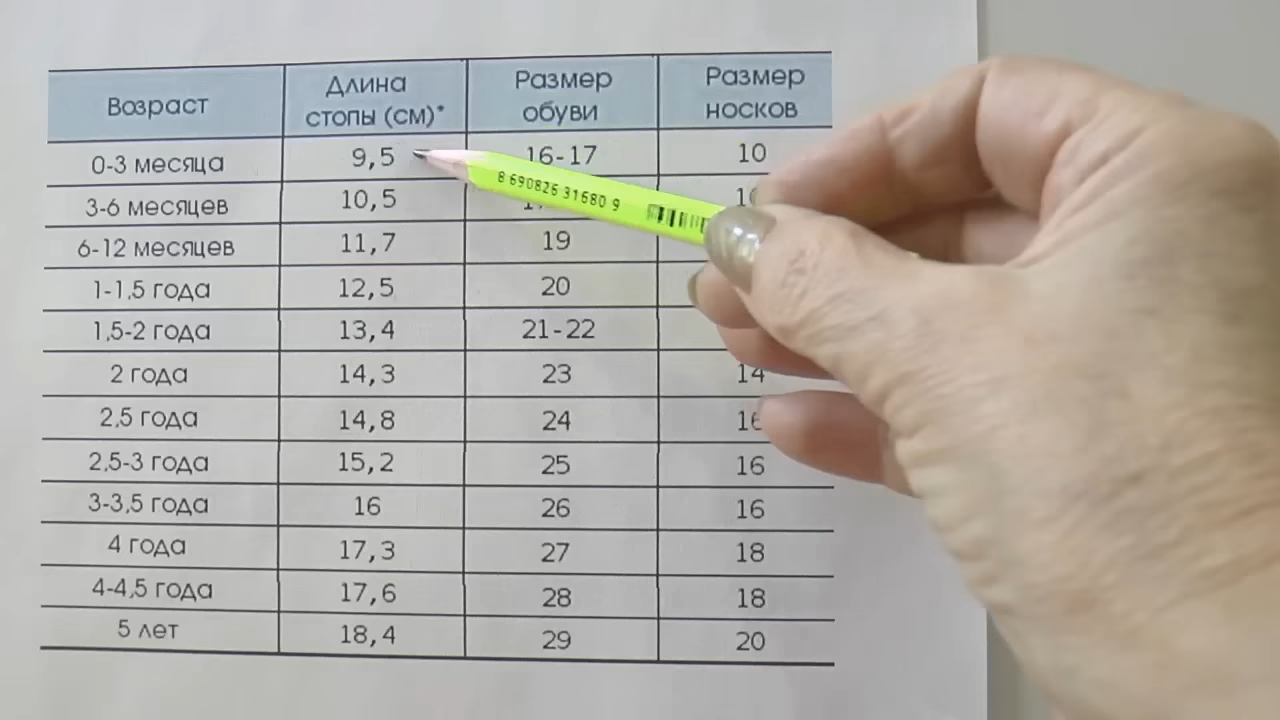 Возраст Длина стопы (см)* Размер обуви Размер носков
0-3 месяца 9,5 16-17 10
3-6 месяцев 10,5
6-12 месяцев 11,7 19
1-1,5 года 12,5 20
1,5-2 года 13,4 21-22
2 года 14,3 23 14
2,5 года 14,8 24
2,5-3 года 15,2 25 16
3-3,5 года 16 26 16
4 года 17,3 27 18
4-4,5 года 17,6 28 18
5 лет 18,4 29 20
8 690826 31680 9